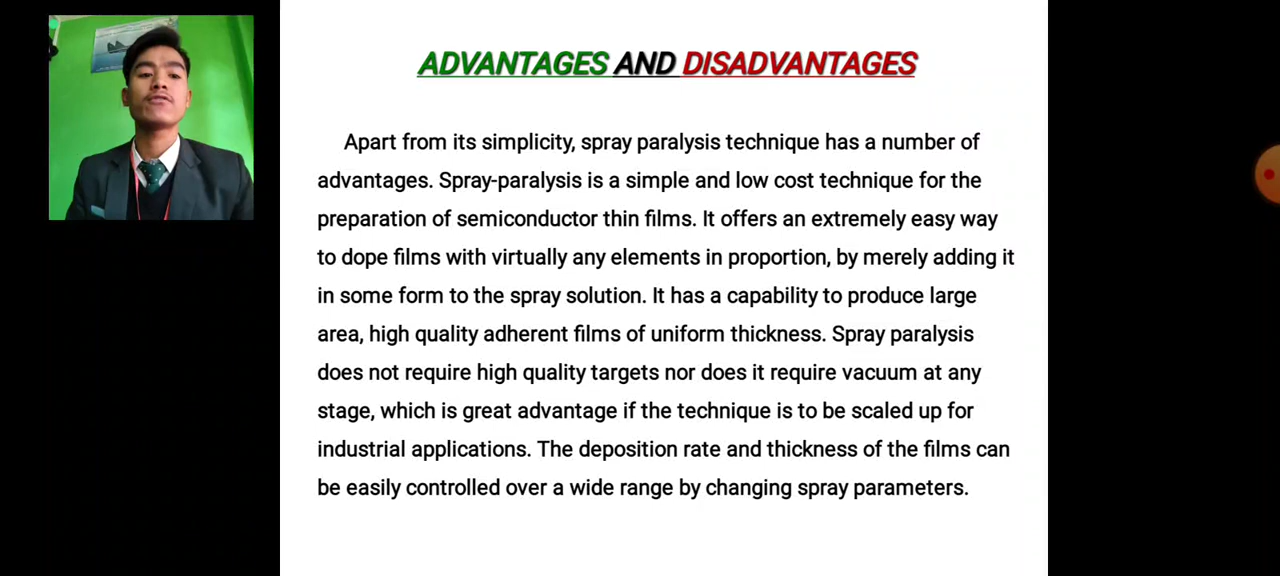 ADVANTAGES AND DISADVANTAGES
Apart from its simplicity, spray paralysis technique has a number of
advantages. Spray-paralysis is a simple and low cost technique for the
preparation of semiconductor thin films. It offers an extremely easy way
to dope films with virtually any elements in proportion, by merely adding it
in some form to the spray solution. It has a capability to produce large
area, high quality adherent films of uniform thickness. Spray paralysis
does not require high quality targets nor does it require vacuum at any
stage, which is great advantage if the technique is to be scaled up for
industrial applications. The deposition rate and thickness of the films can
be easily controlled over a wide range by changing spray parameters.